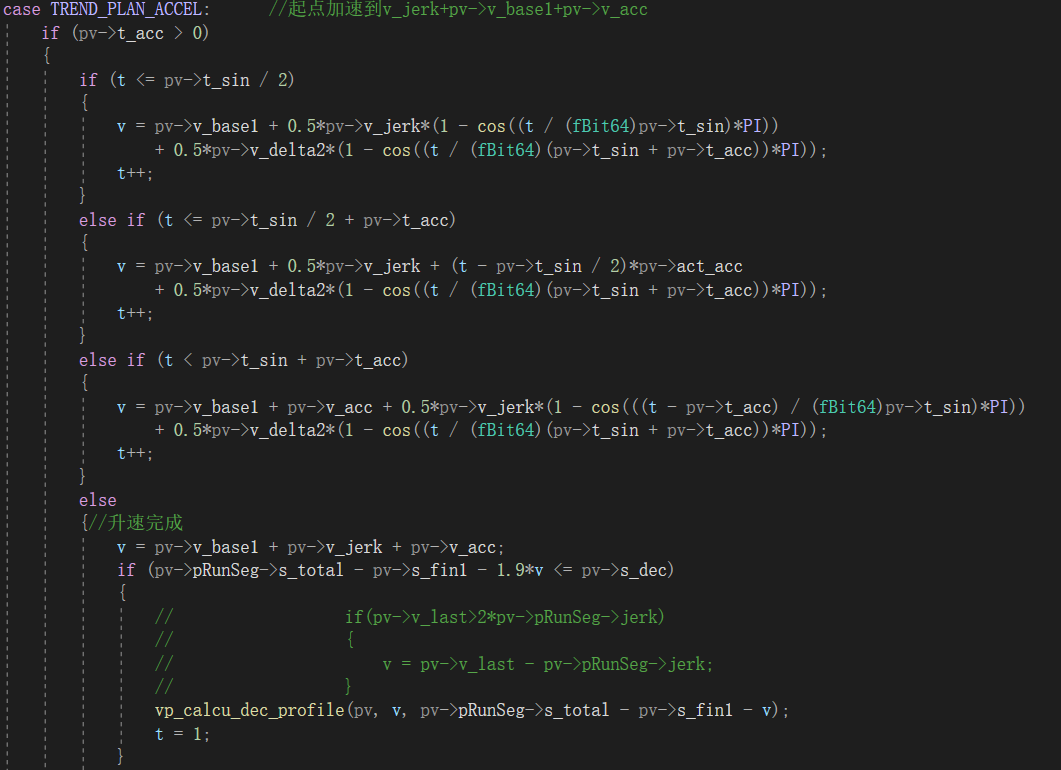 case TREND_PLAN_ACCEL:      //起点加速到v_jerk+pv->v_base1+pv->v_acc
    if (pv->t_acc > 0)
    {
        if (t <= pv->t_sin / 2)
        {
            v = pv->v_base1 + 0.5*pv->v_jerk*(1 - cos((t / (fBit64)pv->t_sin)*PI))
                + 0.5*pv->v_delta2*(1 - cos((t / (fBit64)(pv->t_sin + pv->t_acc))*PI));
            t++;
        }
        else if (t <= pv->t_sin / 2 + pv->t_acc)
        {
            v = pv->v_base1 + 0.5*pv->v_jerk + (t - pv->t_sin / 2)*pv->act_acc
                + 0.5*pv->v_delta2*(1 - cos((t / (fBit64)(pv->t_sin + pv->t_acc))*PI));
            t++;
        }
        else if (t < pv->t_sin + pv->t_acc)
        {
            v = pv->v_base1 + pv->v_acc + 0.5*pv->v_jerk*(1 - cos(((t - pv->t_acc) / (fBit64)pv->t_sin)*PI))
                + 0.5*pv->v_delta2*(1 - cos((t / (fBit64)(pv->t_sin + pv->t_acc))*PI));
            t++;
        }
        else
        {//升速完成
            v = pv->v_base1 + pv->v_jerk + pv->v_acc;
            if (pv->pRunSeg->s_total - pv->s_fin1 - 1.9*v <= pv->s_dec)
            {
                //                  if(pv->v_last>2*pv->pRunSeg->jerk)
                //                  {
                //                      v = pv->v_last - pv->pRunSeg->jerk;
                //                  }
                vp_calcu_dec_profile(pv, v, pv->pRunSeg->s_total - pv->s_fin1 - v);
                t = 1;
            }